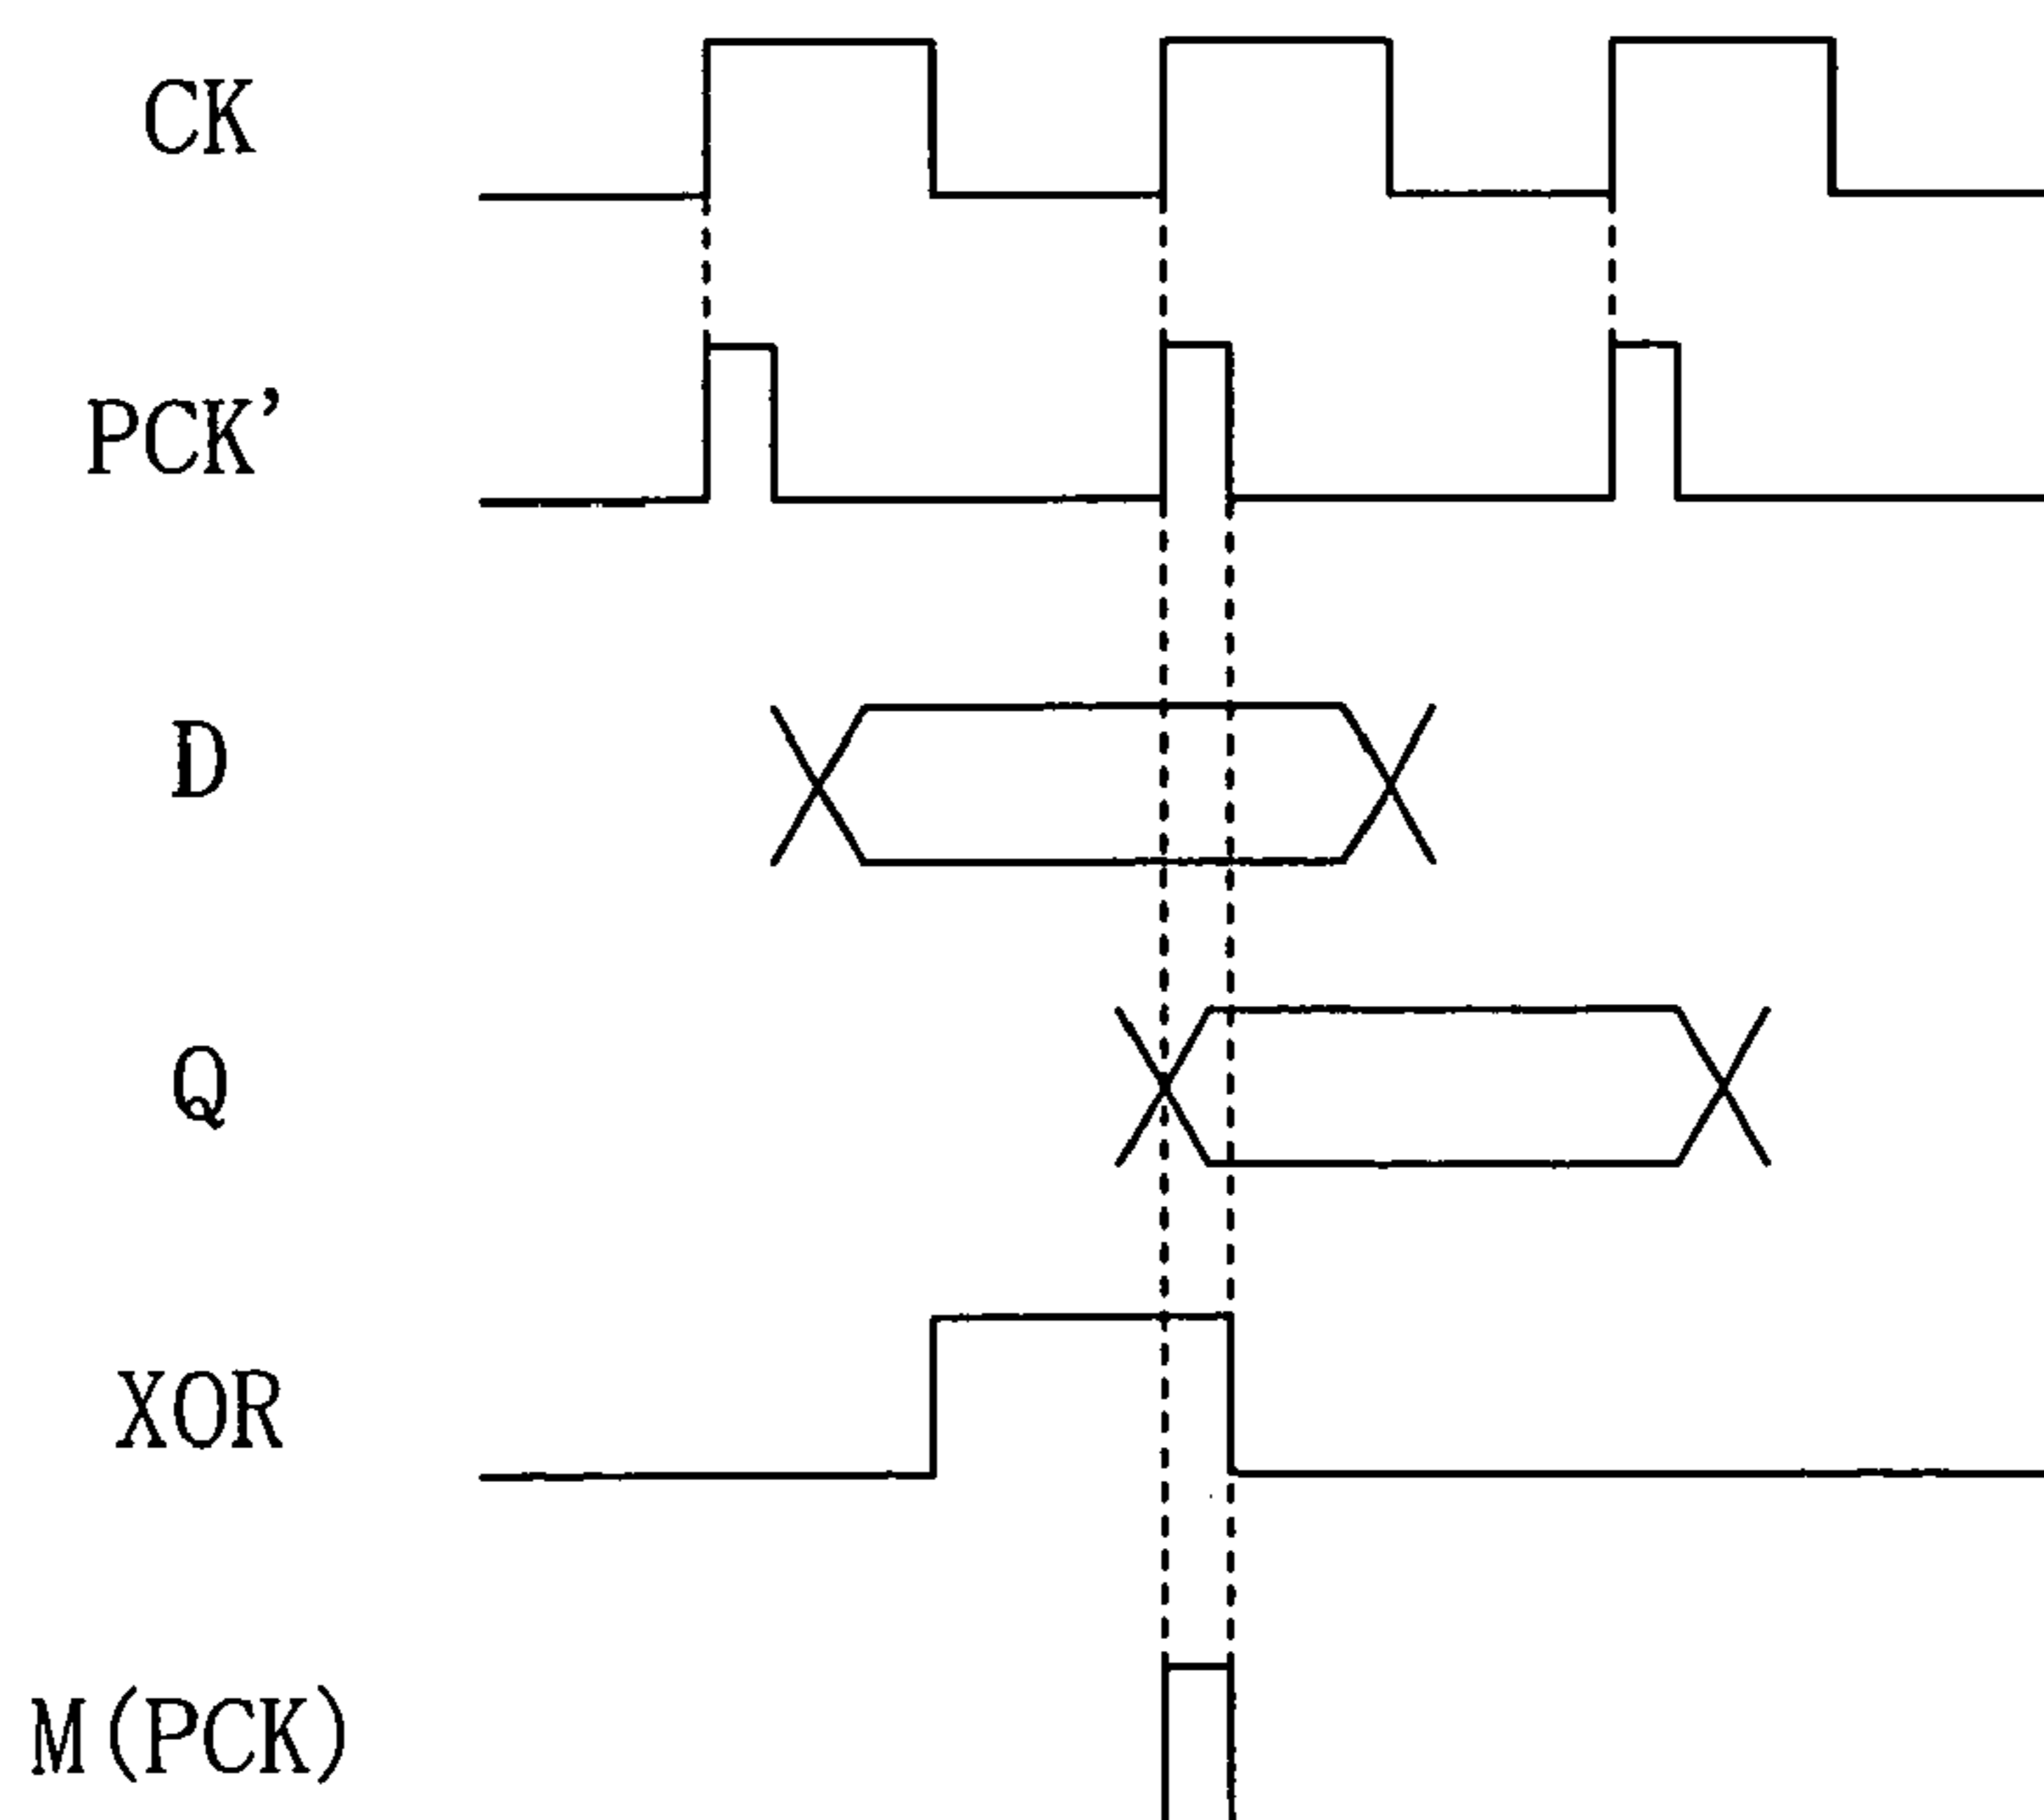 CK
PCK'
D
Q
XOR
M(PCK)